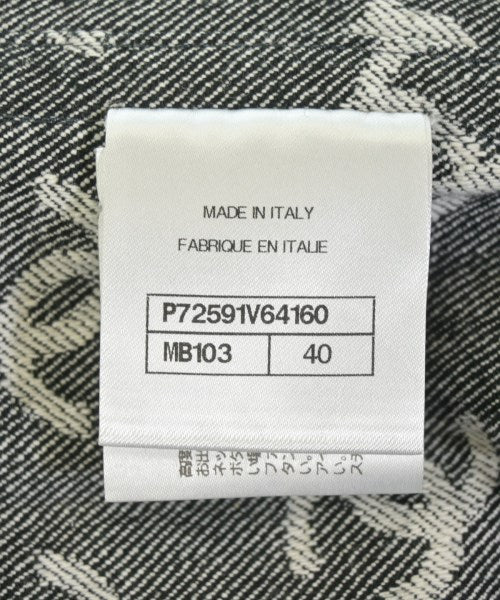 MADE IN ITALY
FABRIQUE EN ITALIE
P72591V64160
MB103 40